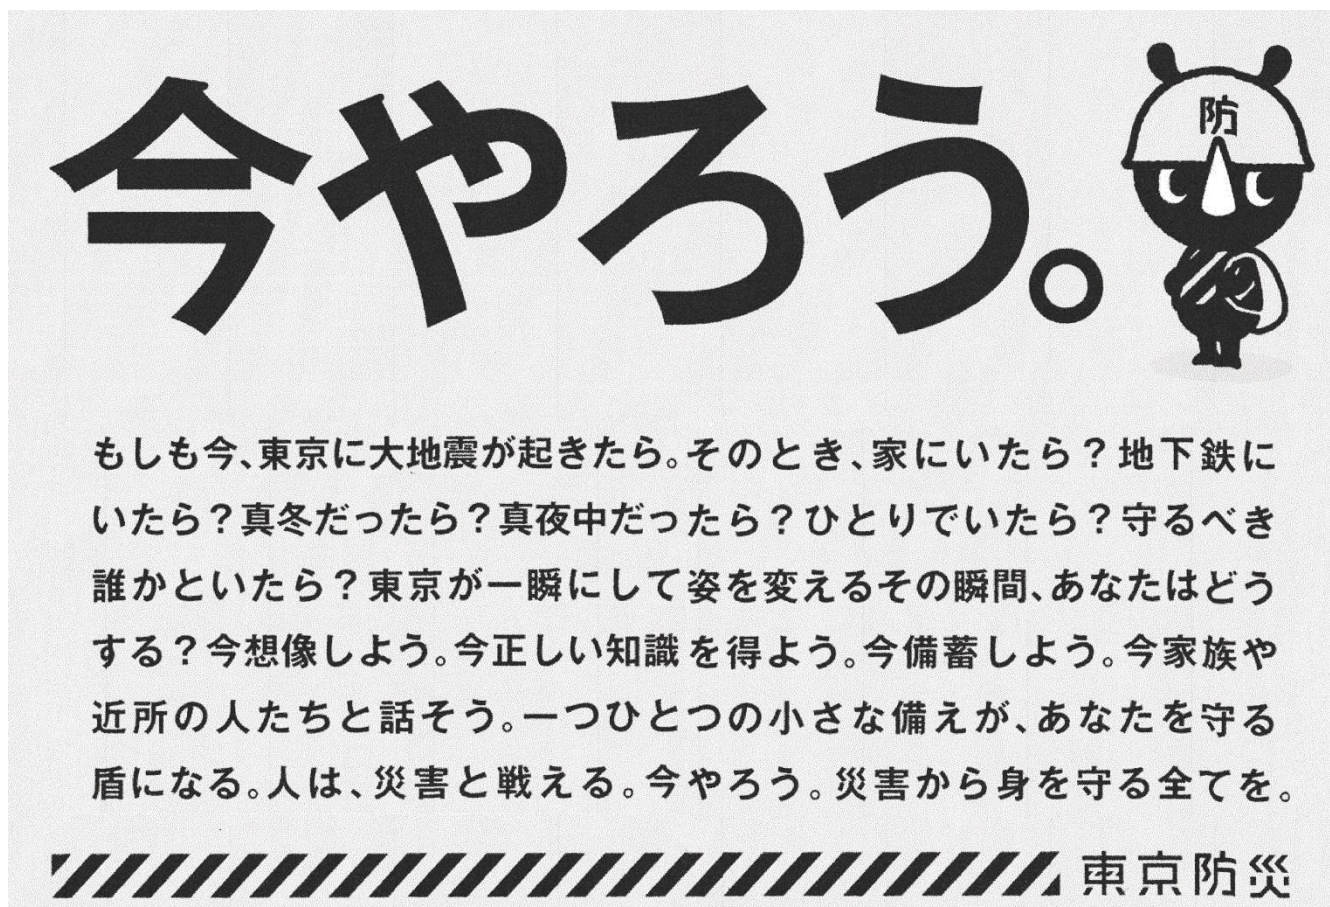 今やろう。
防
もしも今、東京に大地震が起きたら。そのとき、家にいたら？地下鉄に
いたら？真冬だったら？真夜中だったら？ひとりでいたら？守るべき
誰かといたら？東京が一瞬にして姿を変えるその瞬間、あなたはどう
する？今想像しよう。今正しい知識を得よう。今備蓄しよう。今家族や
近所の人たちと話そう。一つひとつの小さな備えが、あなたを守る
盾になる。人は、災害と戦える。今やろう。災害から身を守る全てを。
東京防災